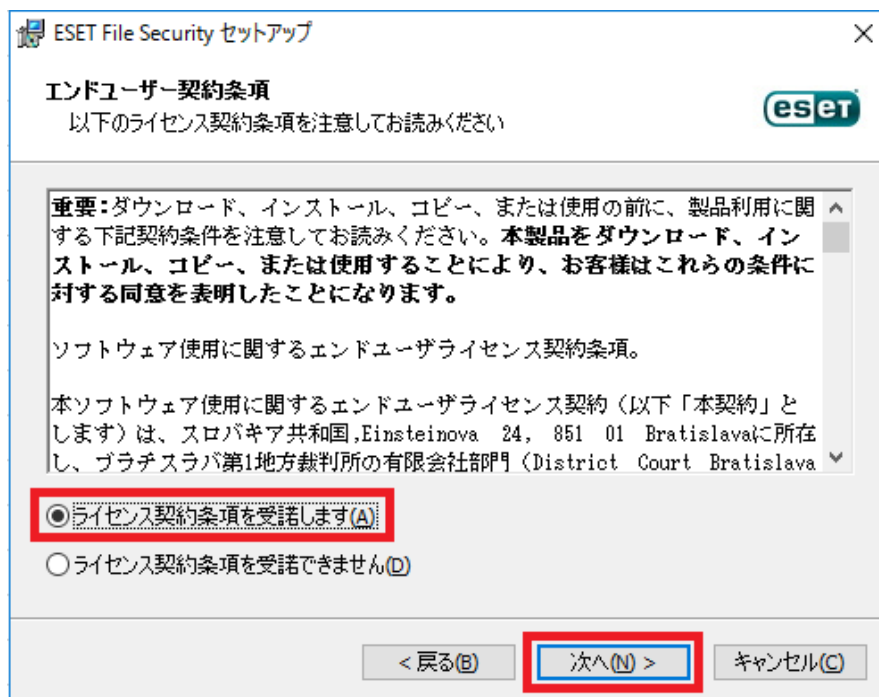 ESET File Security セットアップ
エンドユーザー契約条項
以下のライセンス契約条項を注意してお読みください
eseT
重要:ダウンロード、インストール、コピー、または使用の前に、製品利用に関
する下記契約条件を注意してお読みください。本製品をダウンロード、イン
ストール、コピー、または使用することにより、お客様はこれらの条件に
対する同意を表明したことになります。
ソフトウェア使用に関するエンドユーザライセンス契約条項。
本ソフトウェア使用に関するエンドユーザライセンス契約（以下「本契約」と
します）は、スロバキア共和国,Einsteinova 24, 851 01 Bratislavaに所在
し、ブラチスラバ第1地方裁判所の有限会社部門（District Court Bratislava
ライセンス契約条項を受諾します(A)
ライセンス契約条項を受諾できません(D)
< 戻る(B)
次へ(N) >
キャンセル(C)